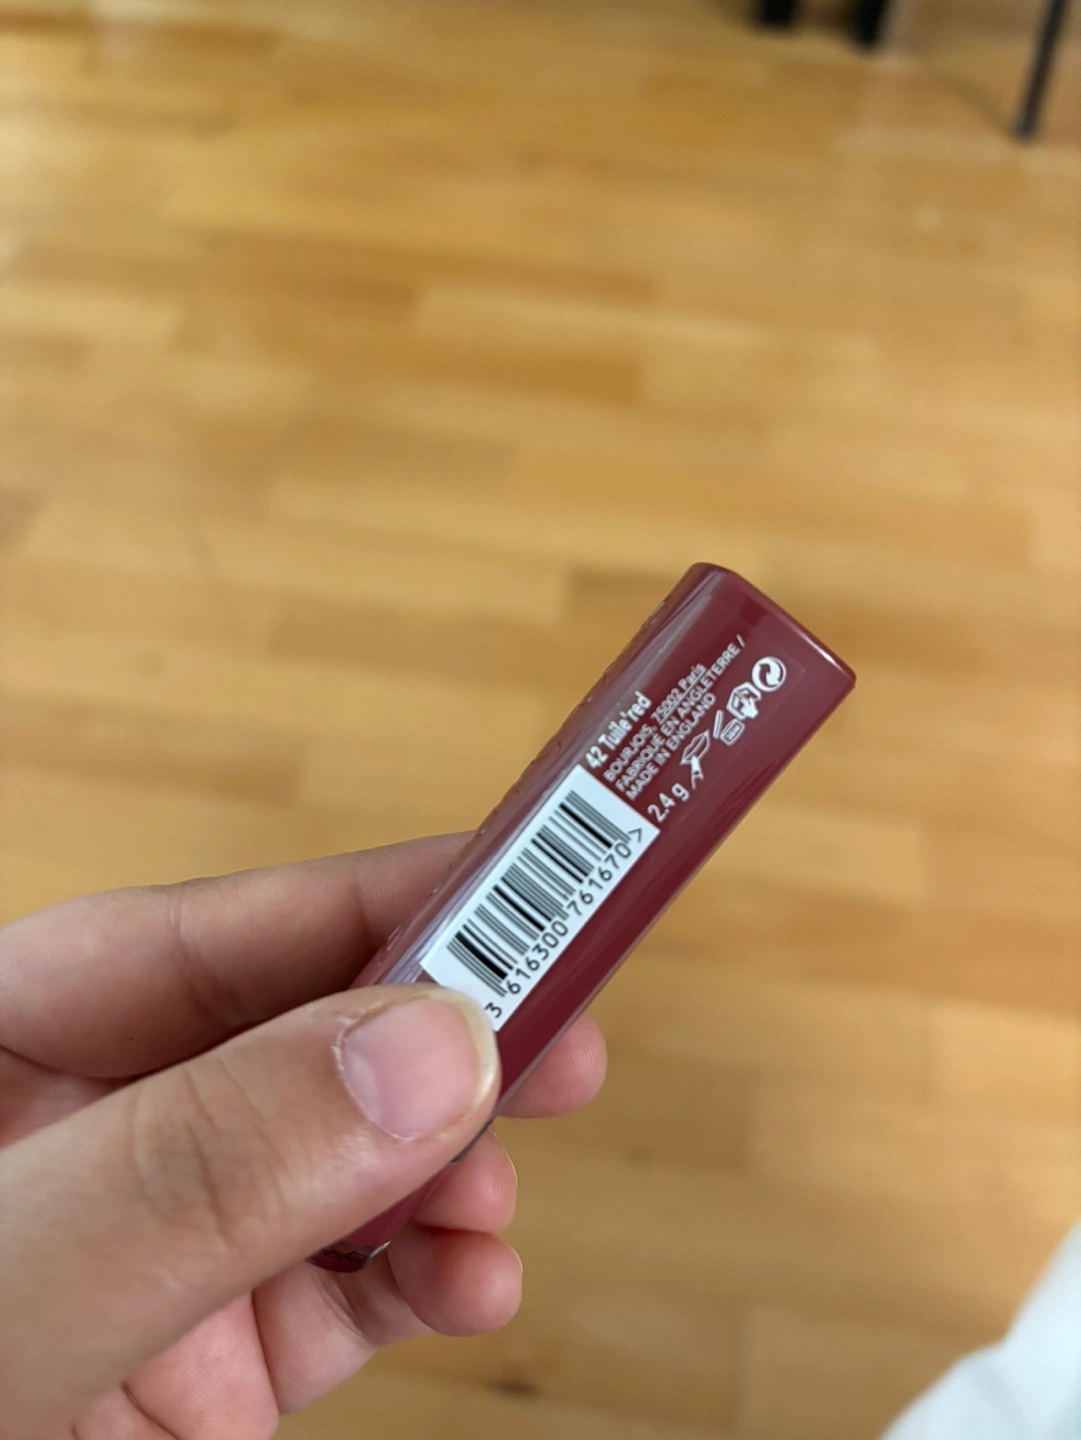 42 Tuile'red
BOURJOIS, 75002 Paris
FABRIQUÉ EN ANGLETERRE /
MADE IN ENGLAND
2.4 g
3 616300 761670 >